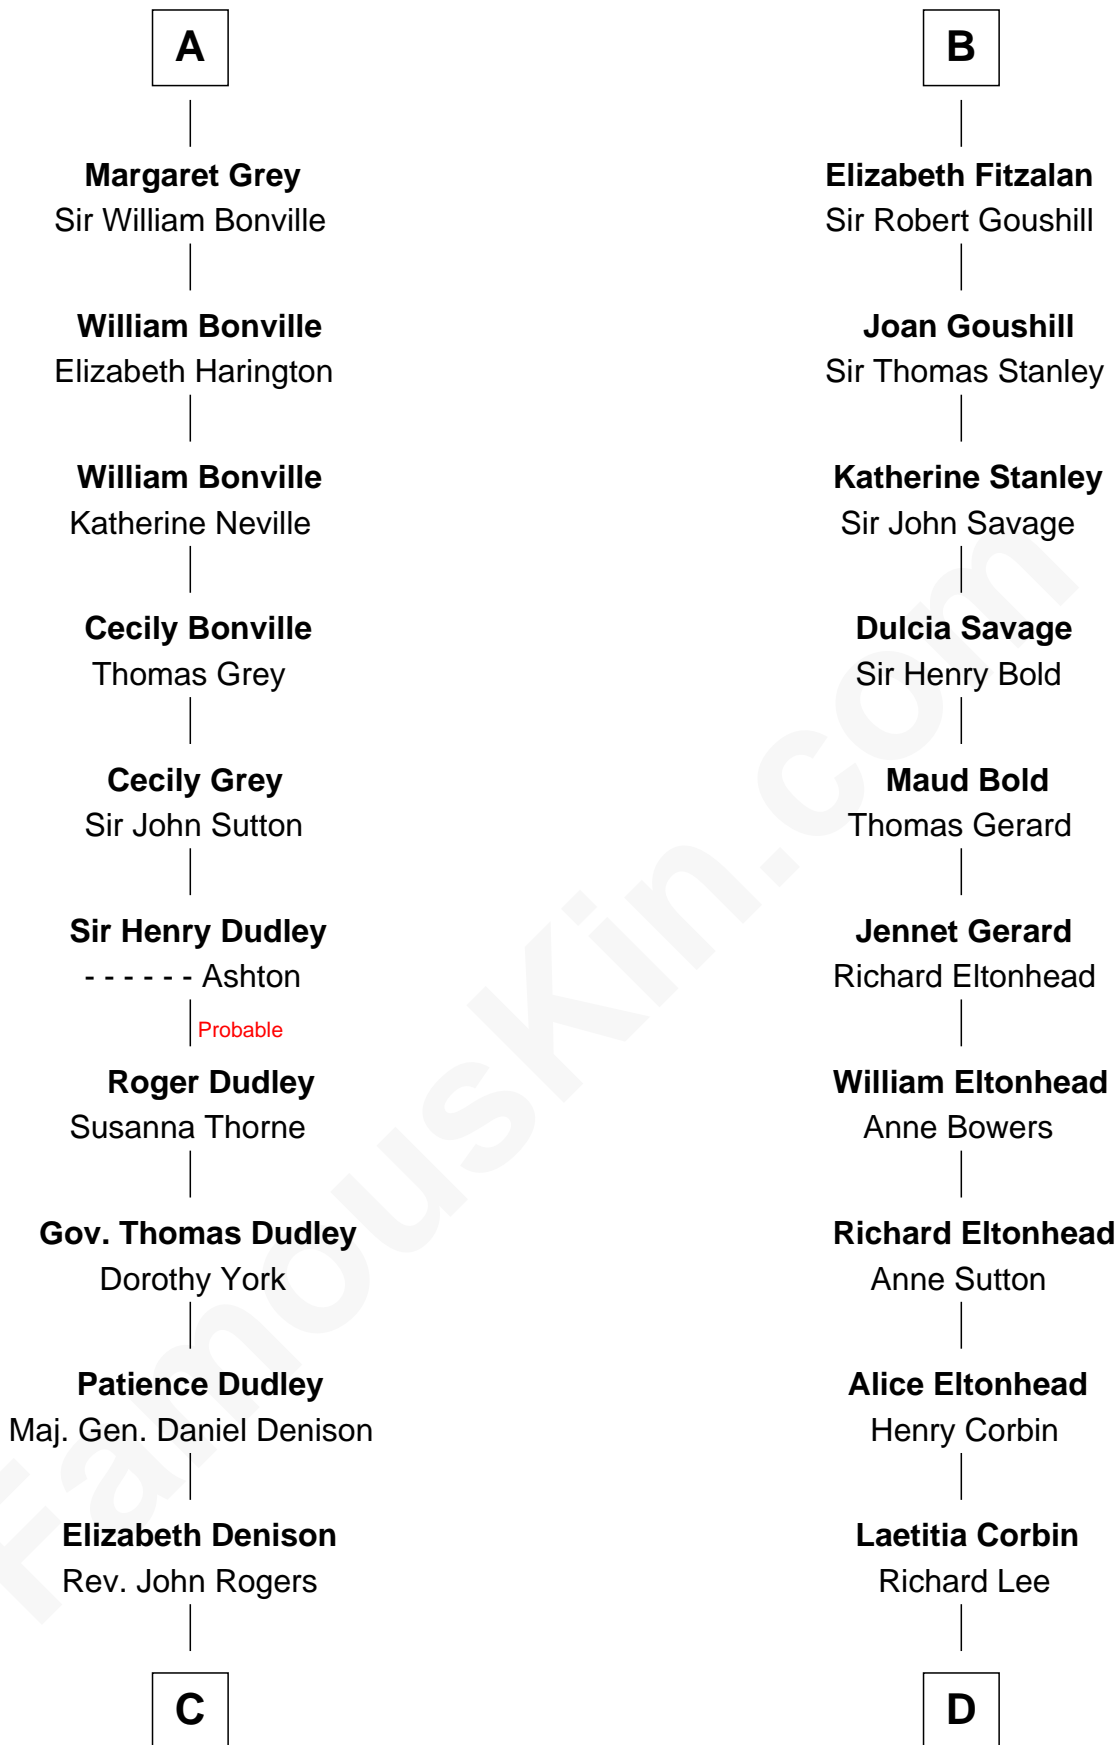 A
Margaret Grey
Sir William Bonville
William Bonville
Elizabeth Harington
William Bonville
Katherine Neville
Cecily Bonville
Thomas Grey
Cecily Grey
Sir John Sutton
Sir Henry Dudley
- - - - - - Ashton
Probable
Roger Dudley
Susanna Thorne
Gov. Thomas Dudley
Dorothy York
Patience Dudley
Maj. Gen. Daniel Denison
Elizabeth Denison
Rev. John Rogers
C
B
Elizabeth Fitzalan
Sir Robert Goushill
Joan Goushill
Sir Thomas Stanley
Katherine Stanley
Sir John Savage
Dulcia Savage
Sir Henry Bold
Maud Bold
Thomas Gerard
Jennet Gerard
Richard Eltonhead
William Eltonhead
Anne Bowers
Richard Eltonhead
Anne Sutton
Alice Eltonhead
Henry Corbin
Laetitia Corbin
Richard Lee
D
FamousKin.com